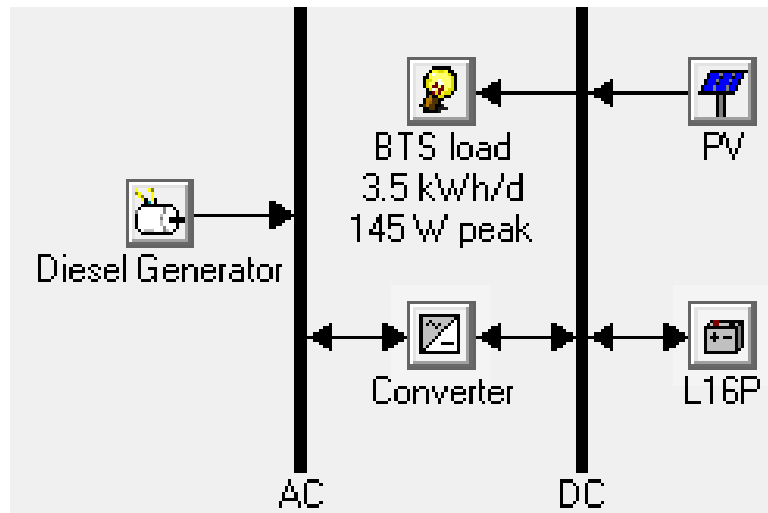 BTS load
3.5 kWh/d
145 W peak
PV
Diesel Generator
Converter
L16P
AC
DC